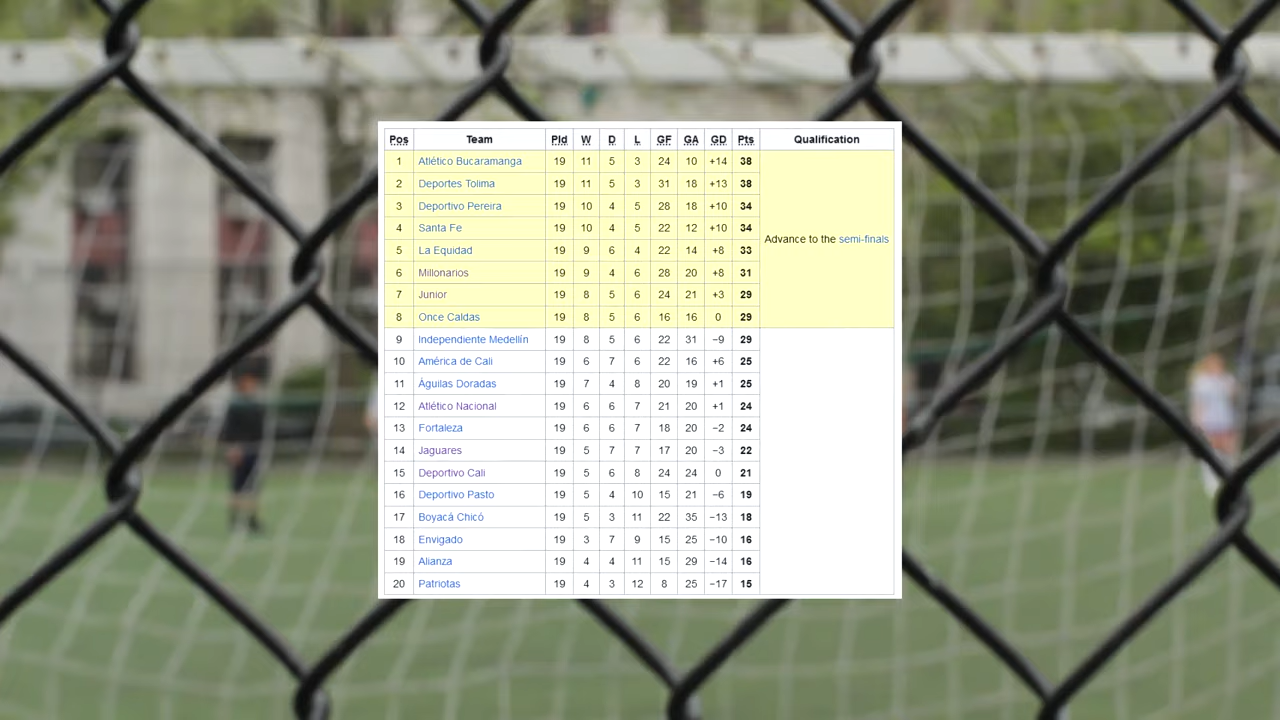 Pos Team Pld W D L GF GA GD Pts Qualification
1 Atlético Bucaramanga 19 11 5 3 24 10 +14 38
2 Deportes Tolima 19 11 5 3 31 18 +13 38
3 Deportivo Pereira 19 10 4 5 28 18 +10 34
4 Santa Fe 19 10 4 5 22 12 +10 34
Advance to the semi-finals
5 La Equidad 19 9 6 4 22 14 +8 33
6 Millonarios 19 9 4 6 28 20 +8 31
7 Junior 19 8 5 6 24 21 +3 29
8 Once Caldas 19 8 5 6 16 16 0 29
9 Independiente Medellín 19 8 5 6 22 31 −9 29
10 América de Cali 19 6 7 6 22 16 +6 25
11 Águilas Doradas 19 7 4 8 20 19 +1 25
12 Atlético Nacional 19 6 6 7 21 20 +1 24
13 Fortaleza 19 6 6 7 18 20 −2 24
14 Jaguares 19 5 7 7 17 20 −3 22
15 Deportivo Cali 19 5 6 8 24 24 0 21
16 Deportivo Pasto 19 5 4 10 15 21 −6 19
17 Boyacá Chicó 19 5 3 11 22 35 −13 18
18 Envigado 19 3 7 9 15 25 −10 16
19 Alianza 19 4 4 11 15 29 −14 16
20 Patriotas 19 4 3 12 8 25 −17 15